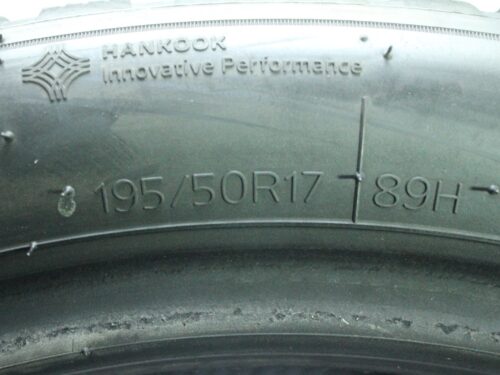 HANKOOK
Innovative Performance
195/50R17 89H